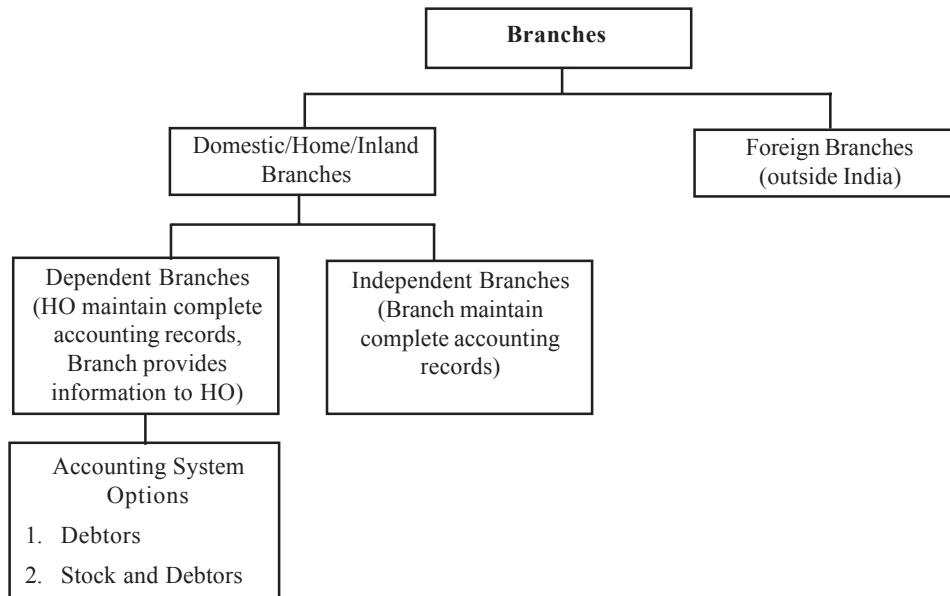 Branches
Domestic/Home/Inland
Branches
Foreign Branches
(outside India)
Dependent Branches
(HO maintain complete
accounting records,
Branch provides
information to HO)
Independent Branches
(Branch maintain
complete accounting
records)
Accounting System
Options
1. Debtors
2. Stock and Debtors